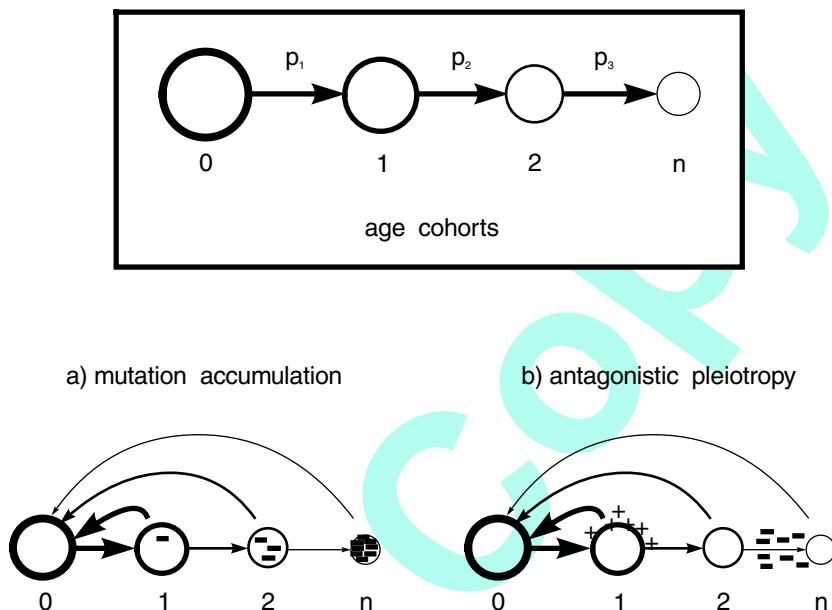 p₁ p₂ p₃
0 1 2 n
age cohorts
a) mutation accumulation
b) antagonistic pleiotropy
0 1 2 n
0 1 2 n
Copy